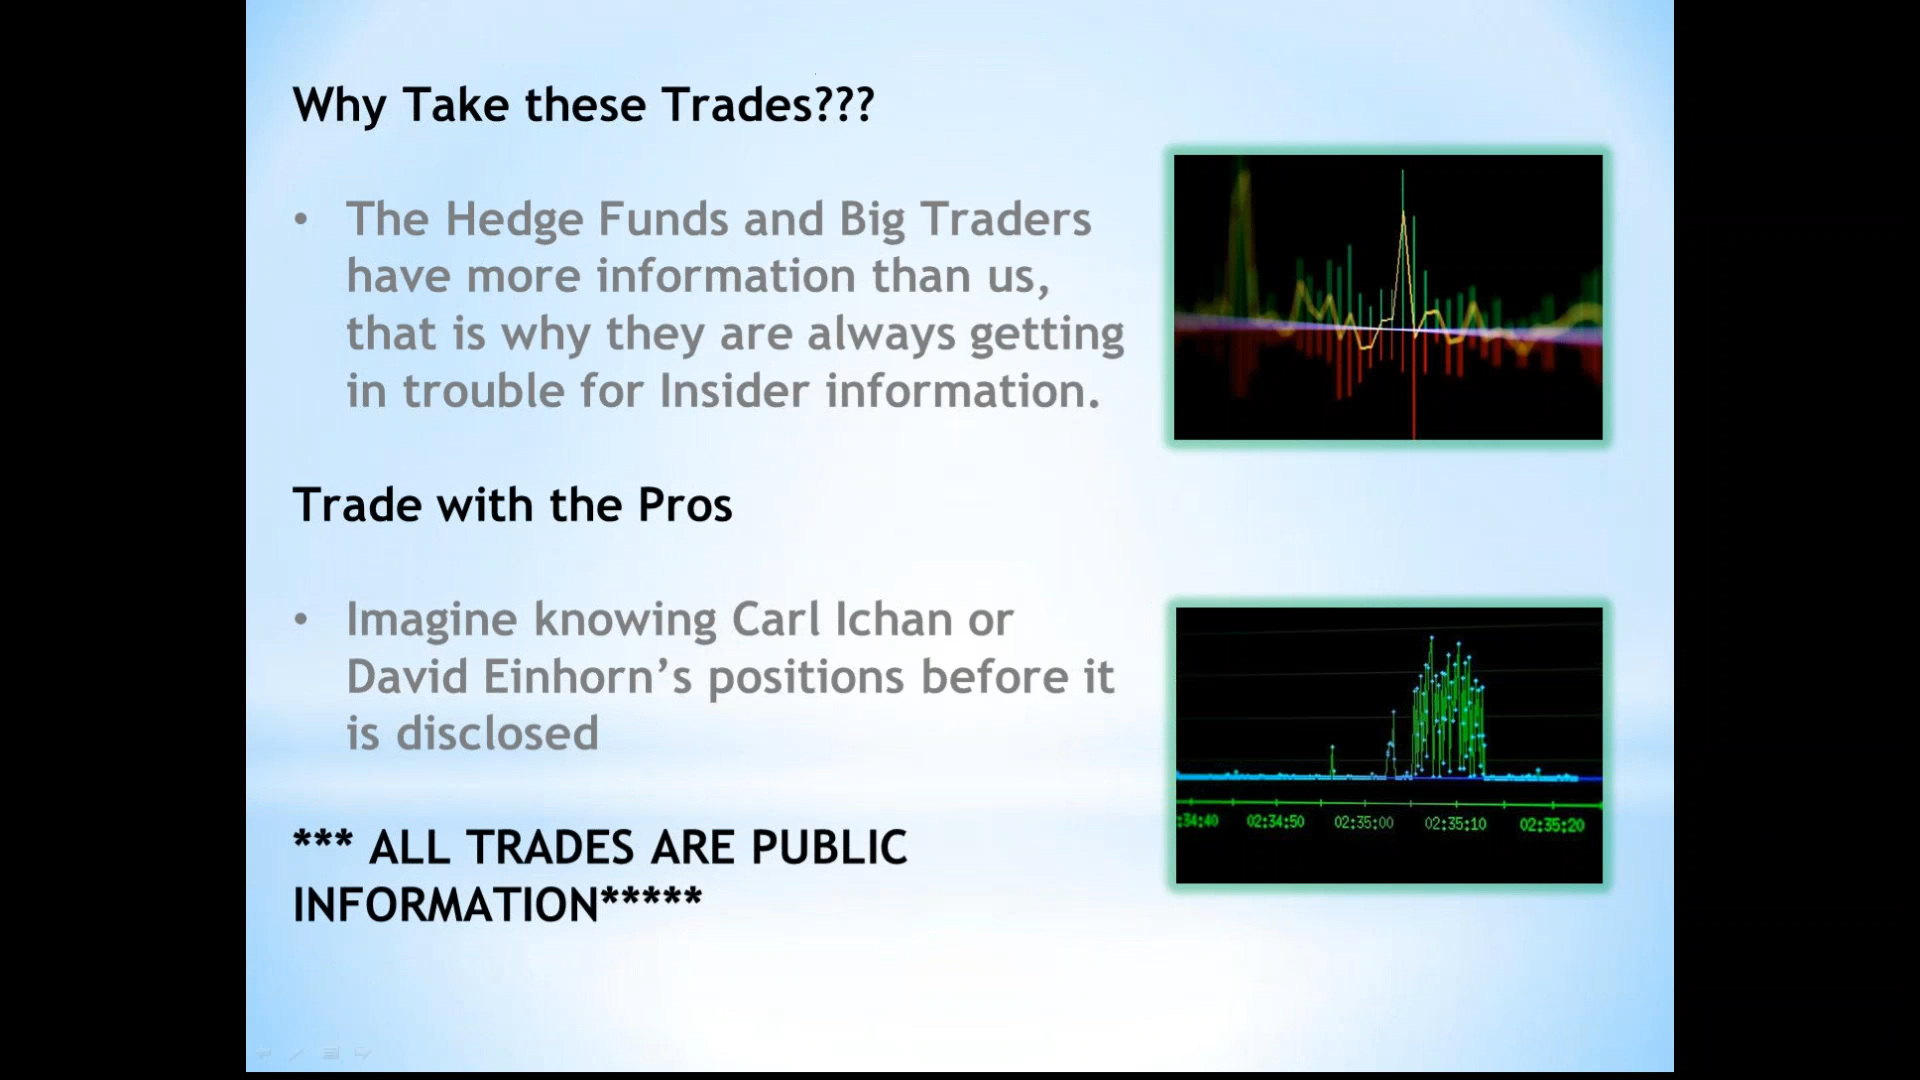 Why Take these Trades???
• The Hedge Funds and Big Traders
have more information than us,
that is why they are always getting
in trouble for Insider information.
Trade with the Pros
• Imagine knowing Carl Ichan or
David Einhorn’s positions before it
is disclosed
*** ALL TRADES ARE PUBLIC
INFORMATION*****
:34:40 02:34:50 02:35:00 02:35:10 02:35:20